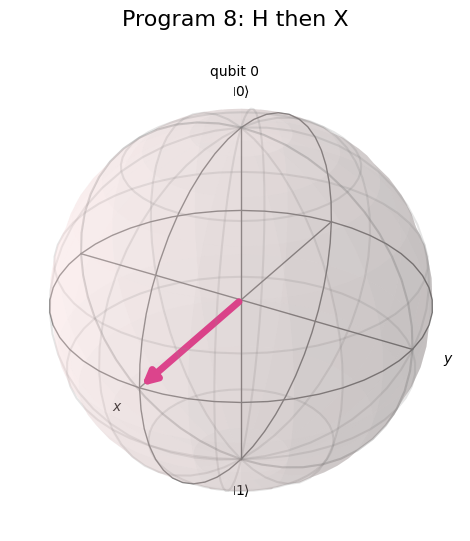 Program 8: H then X
qubit 0
|0⟩
x
y
|1⟩